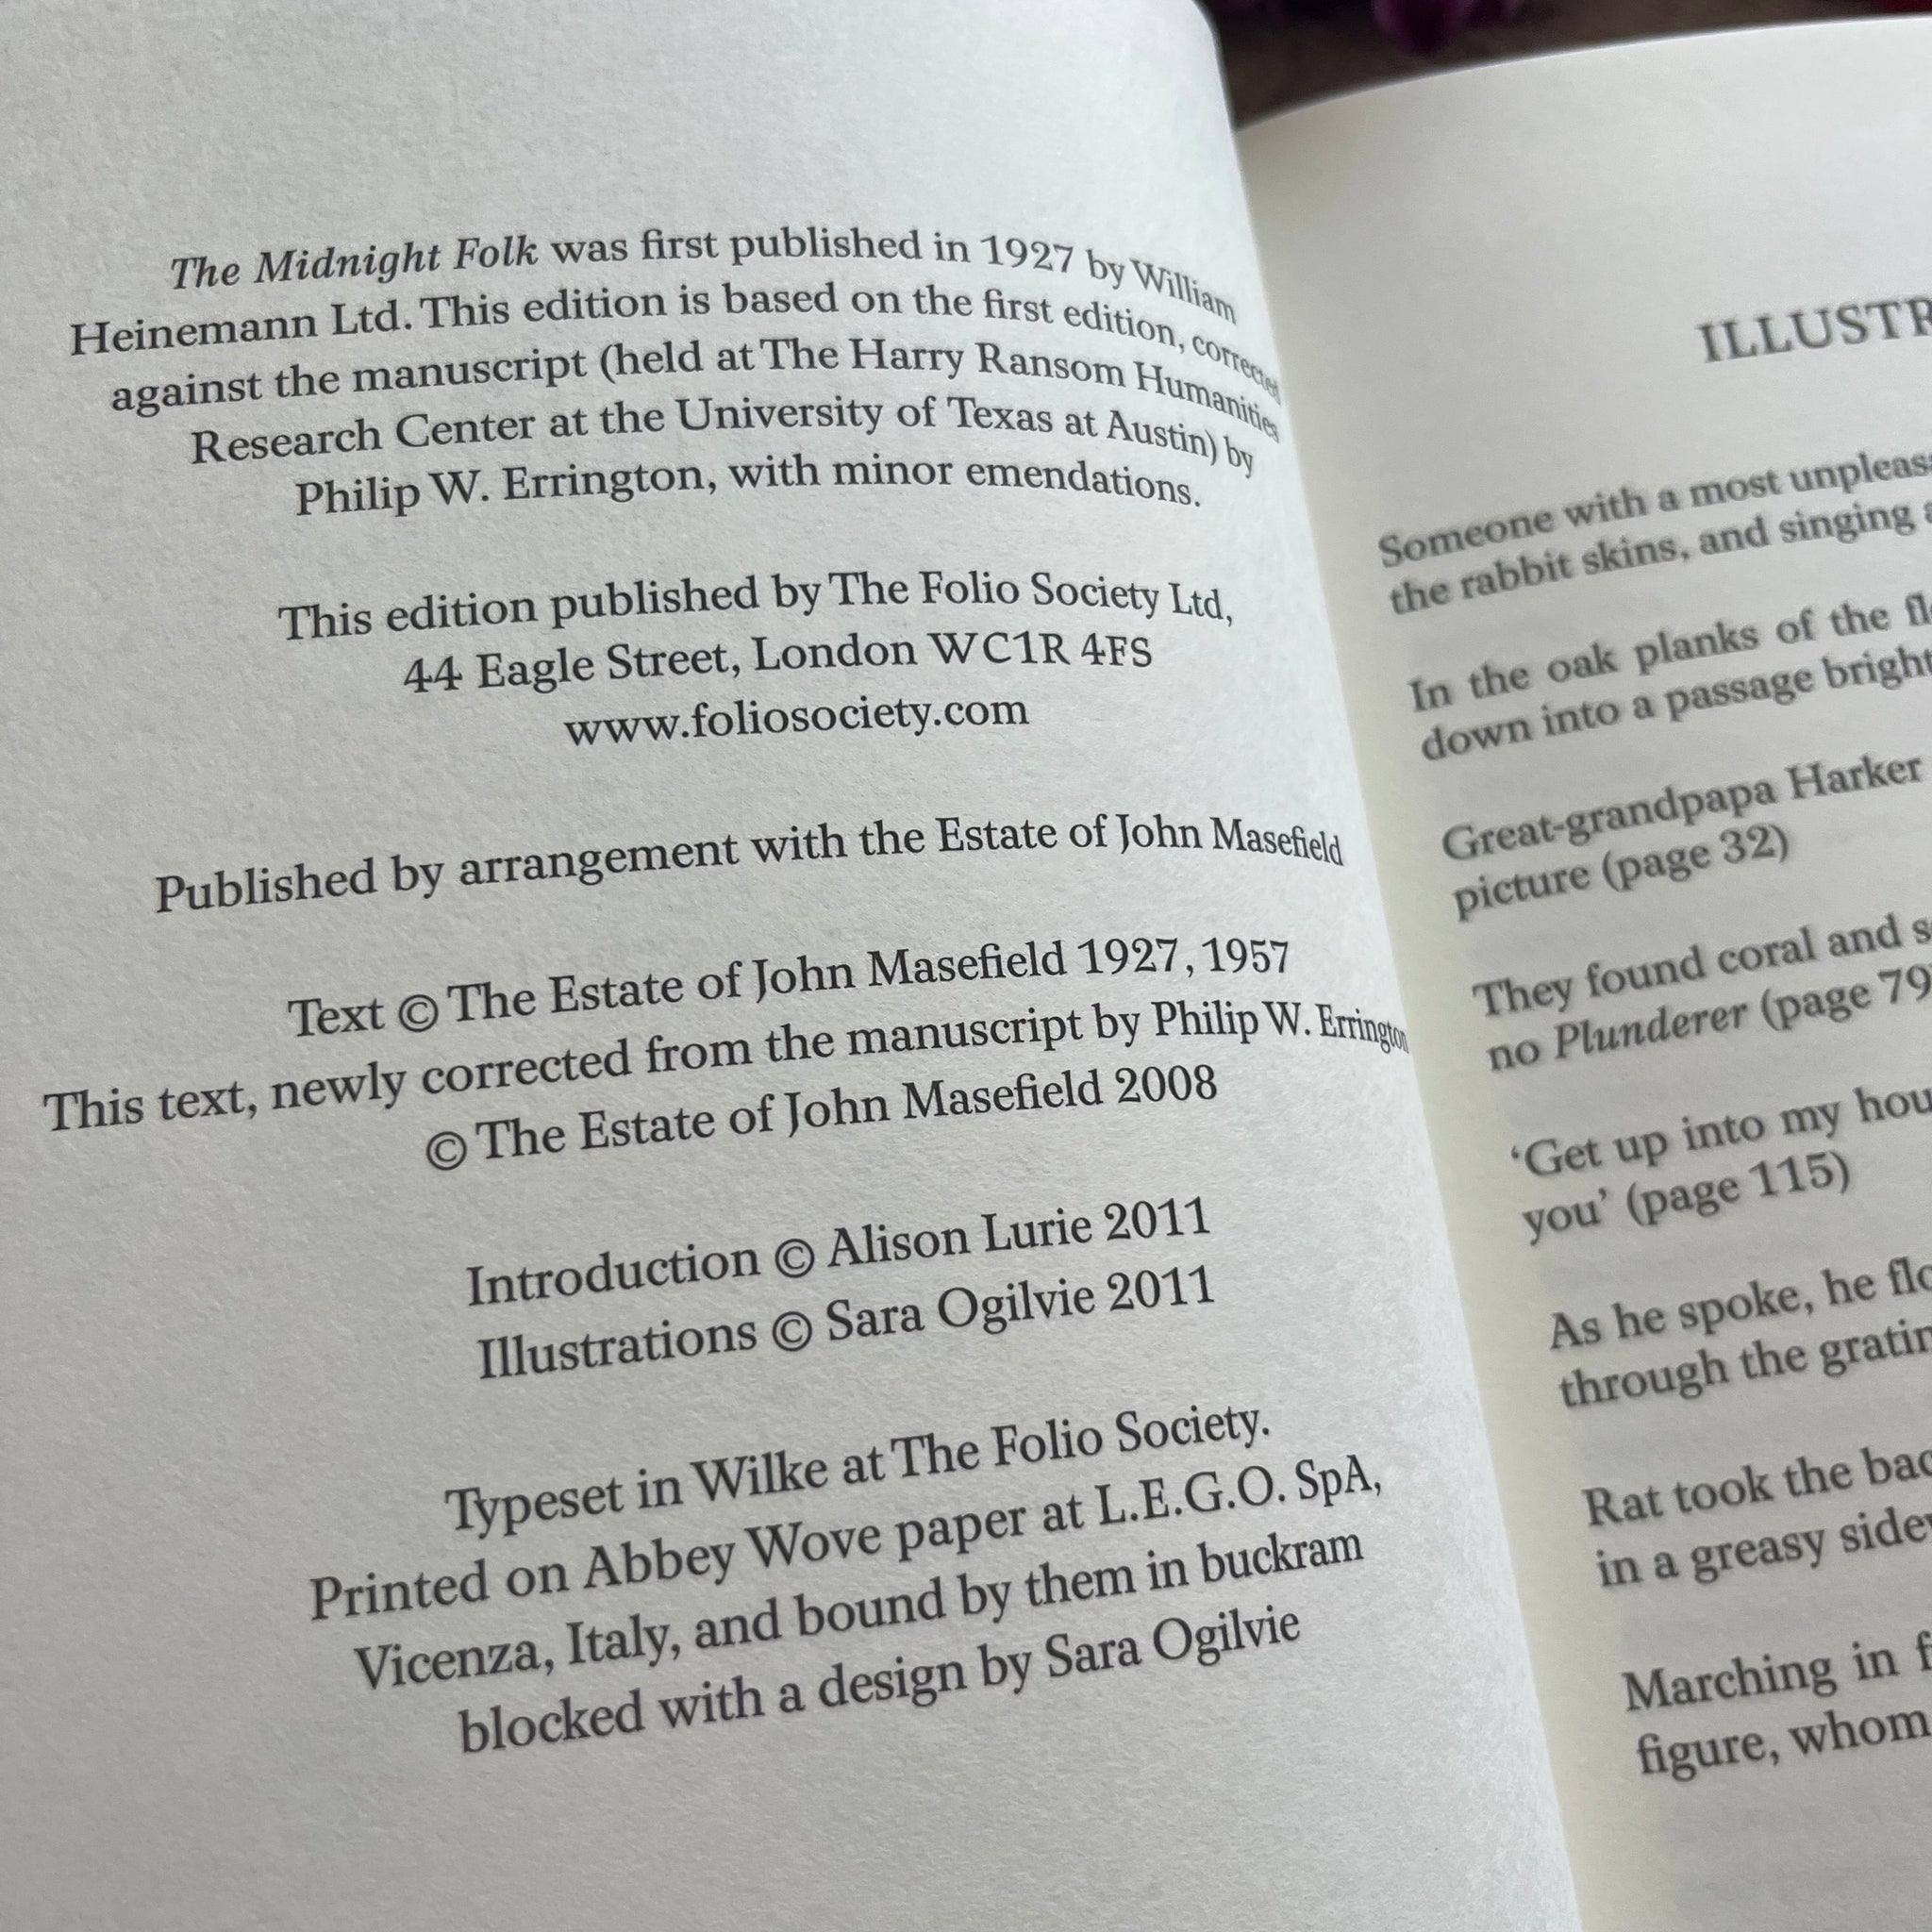 The Midnight Folk was first published in 1927 by William
Heinemann Ltd. This edition is based on the first edition, corrected
against the manuscript (held at The Harry Ransom Humanities
Research Center at the University of Texas at Austin) by
Philip W. Errington, with minor emendations.
This edition published by The Folio Society Ltd,
44 Eagle Street, London WC1R 4FS
www.foliosociety.com
Published by arrangement with the Estate of John Masefield
Text © The Estate of John Masefield 1927, 1957
This text, newly corrected from the manuscript by Philip W. Errington
© The Estate of John Masefield 2008
Introduction © Alison Lurie 2011
Illustrations © Sara Ogilvie 2011
Typeset in Wilke at The Folio Society.
Printed on Abbey Wove paper at L.E.G.O. SpA,
Vicenza, Italy, and bound by them in buckram
blocked with a design by Sara Ogilvie
ILLUSTR
Someone with a most unpleas
the rabbit skins, and singing a
In the oak planks of the fl
down into a passage bright
Great-grandpapa Harker
picture (page 32)
They found coral and s
no Plunderer (page 79
‘Get up into my hou
you’ (page 115)
As he spoke, he flo
through the gratin
Rat took the bac
in a greasy side
Marching in f
figure, whom